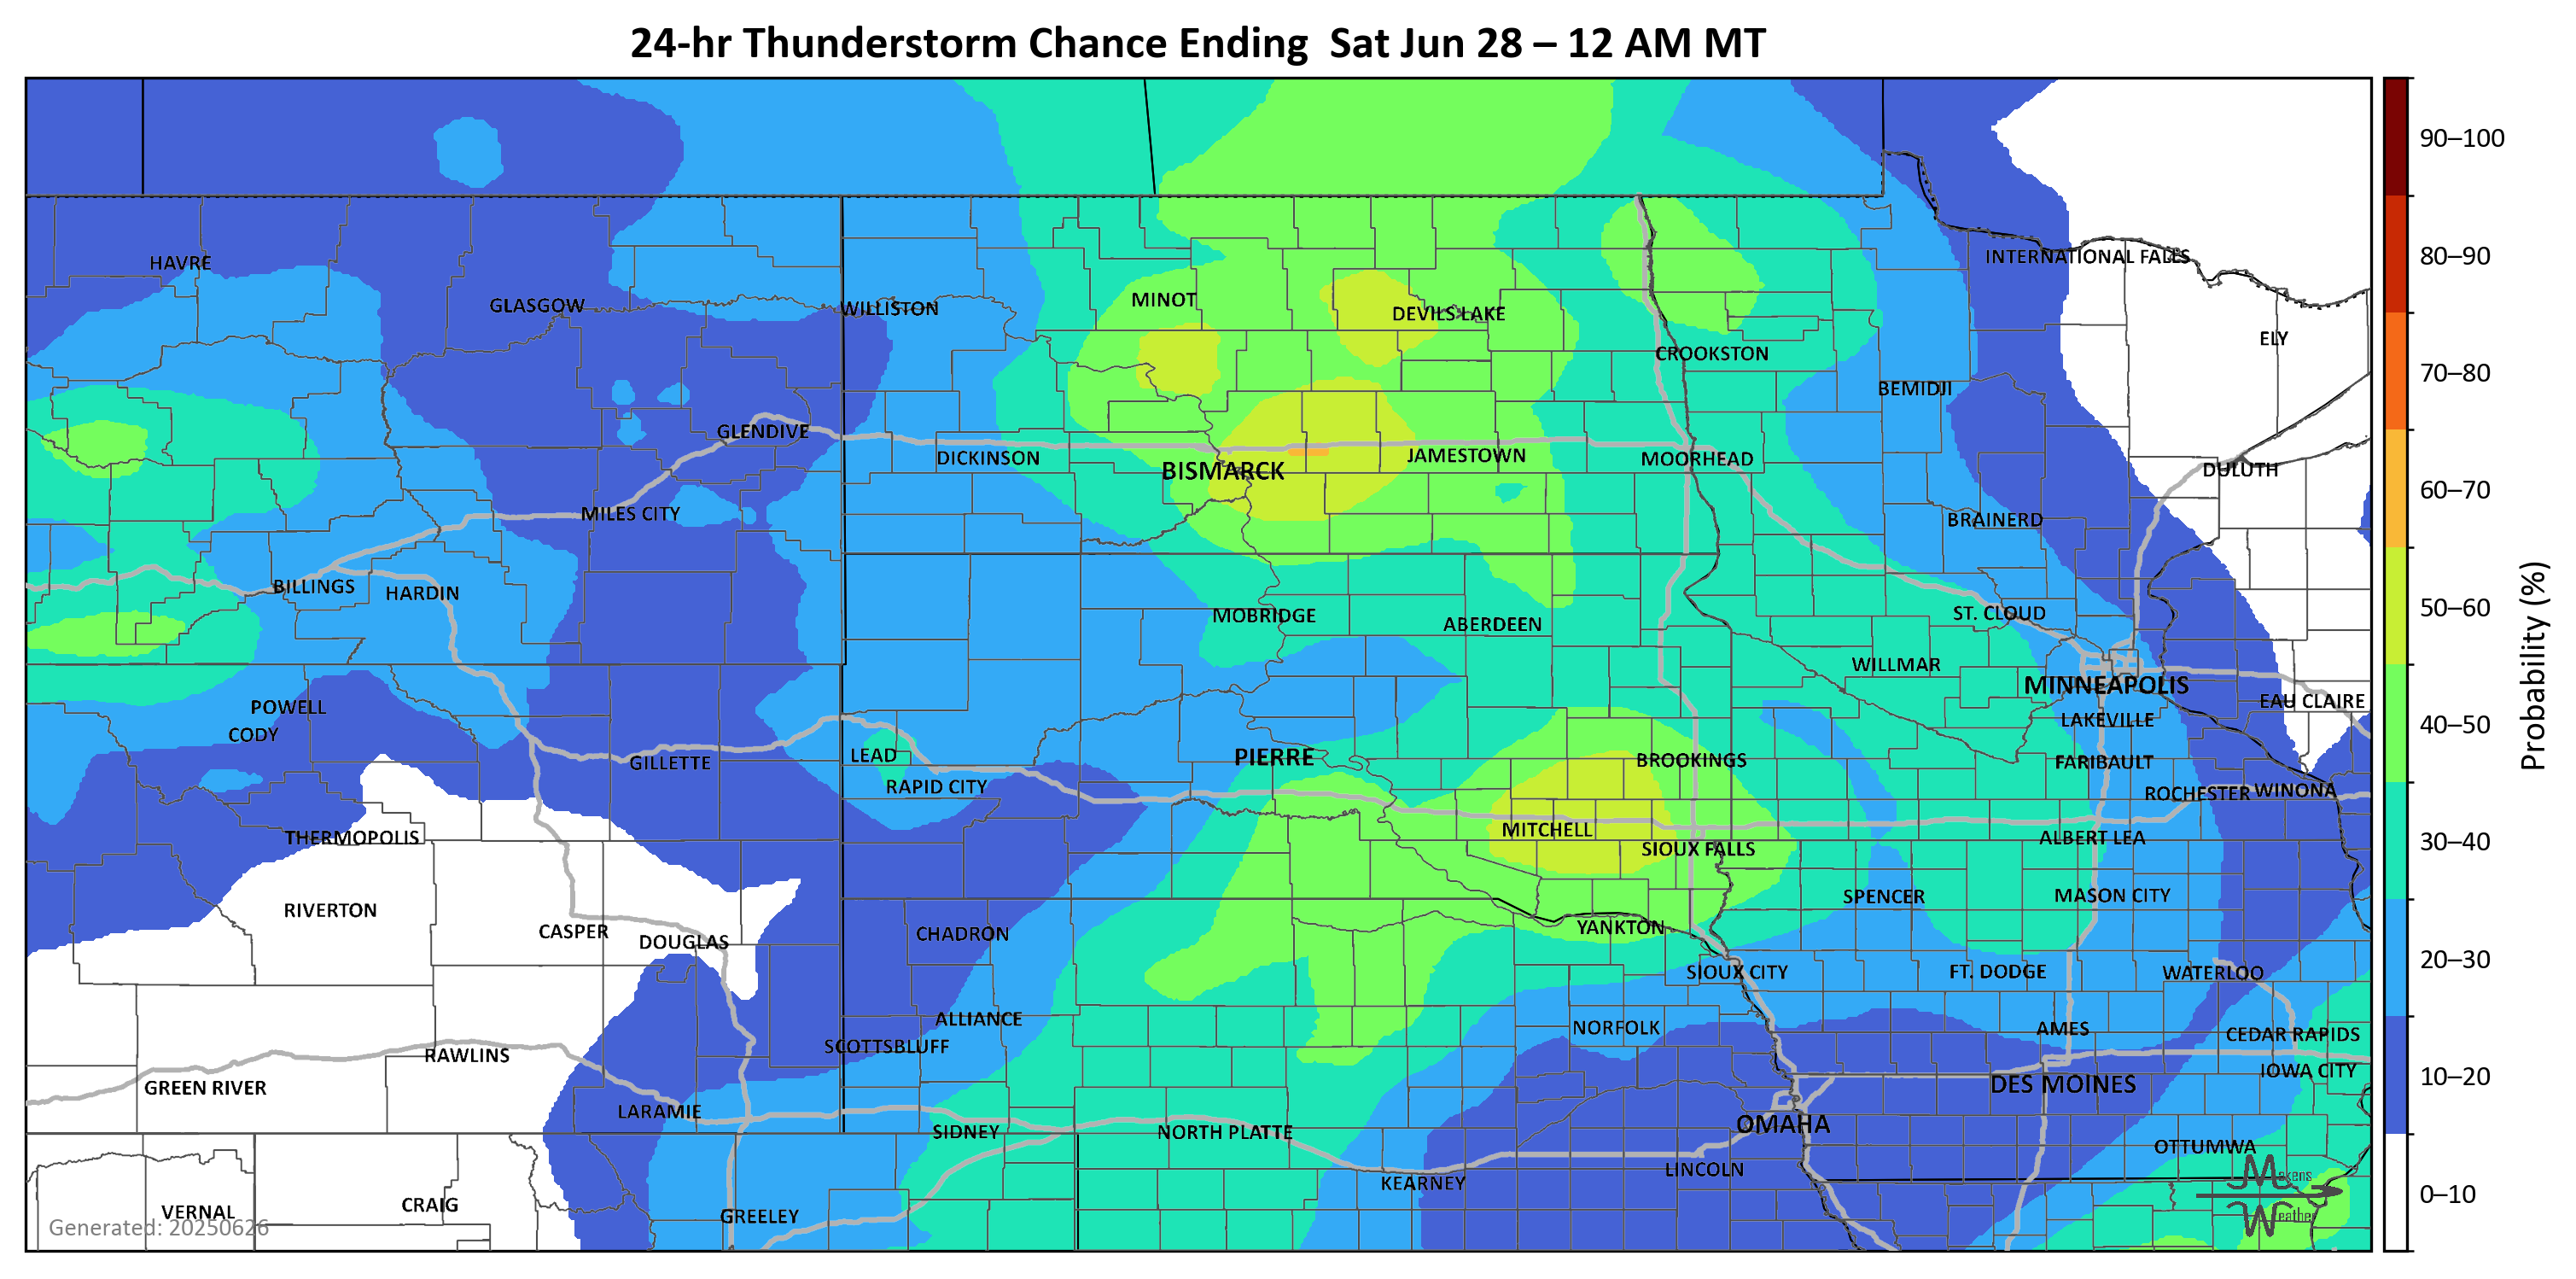 24-hr Thunderstorm Chance Ending  Sat Jun 28 – 12 AM MT
90–100
80–90
70–80
60–70
50–60
40–50
30–40
20–30
10–20
0–10
Probability (%)
HAVRE
INTERNATIONAL FALLS
GLASGOW
WILLISTON
MINOT
DEVILS LAKE
ELY
CROOKSTON
BEMIDJI
GLENDIVE
DICKINSON
BISMARCK
JAMESTOWN
MOORHEAD
DULUTH
MILES CITY
BRAINERD
BILLINGS
HARDIN
MOBRIDGE
ABERDEEN
ST. CLOUD
WILLMAR
MINNEAPOLIS
POWELL
EAU CLAIRE
CODY
LAKEVILLE
LEAD
GILLETTE
PIERRE
BROOKINGS
FARIBAULT
RAPID CITY
ROCHESTER
WINONA
THERMOPOLIS
MITCHELL
SIOUX FALLS
ALBERT LEA
RIVERTON
SPENCER
MASON CITY
CASPER
DOUGLAS
CHADRON
YANKTON
SIOUX CITY
FT. DODGE
WATERLOO
ALLIANCE
NORFOLK
AMES
CEDAR RAPIDS
SCOTTSBLUFF
RAWLINS
IOWA CITY
GREEN RIVER
DES MOINES
LARAMIE
OMAHA
SIDNEY
NORTH PLATTE
OTTUMWA
LINCOLN
KEARNEY
VERNAL
CRAIG
GREELEY
Generated: 20250626
Makens
Weather